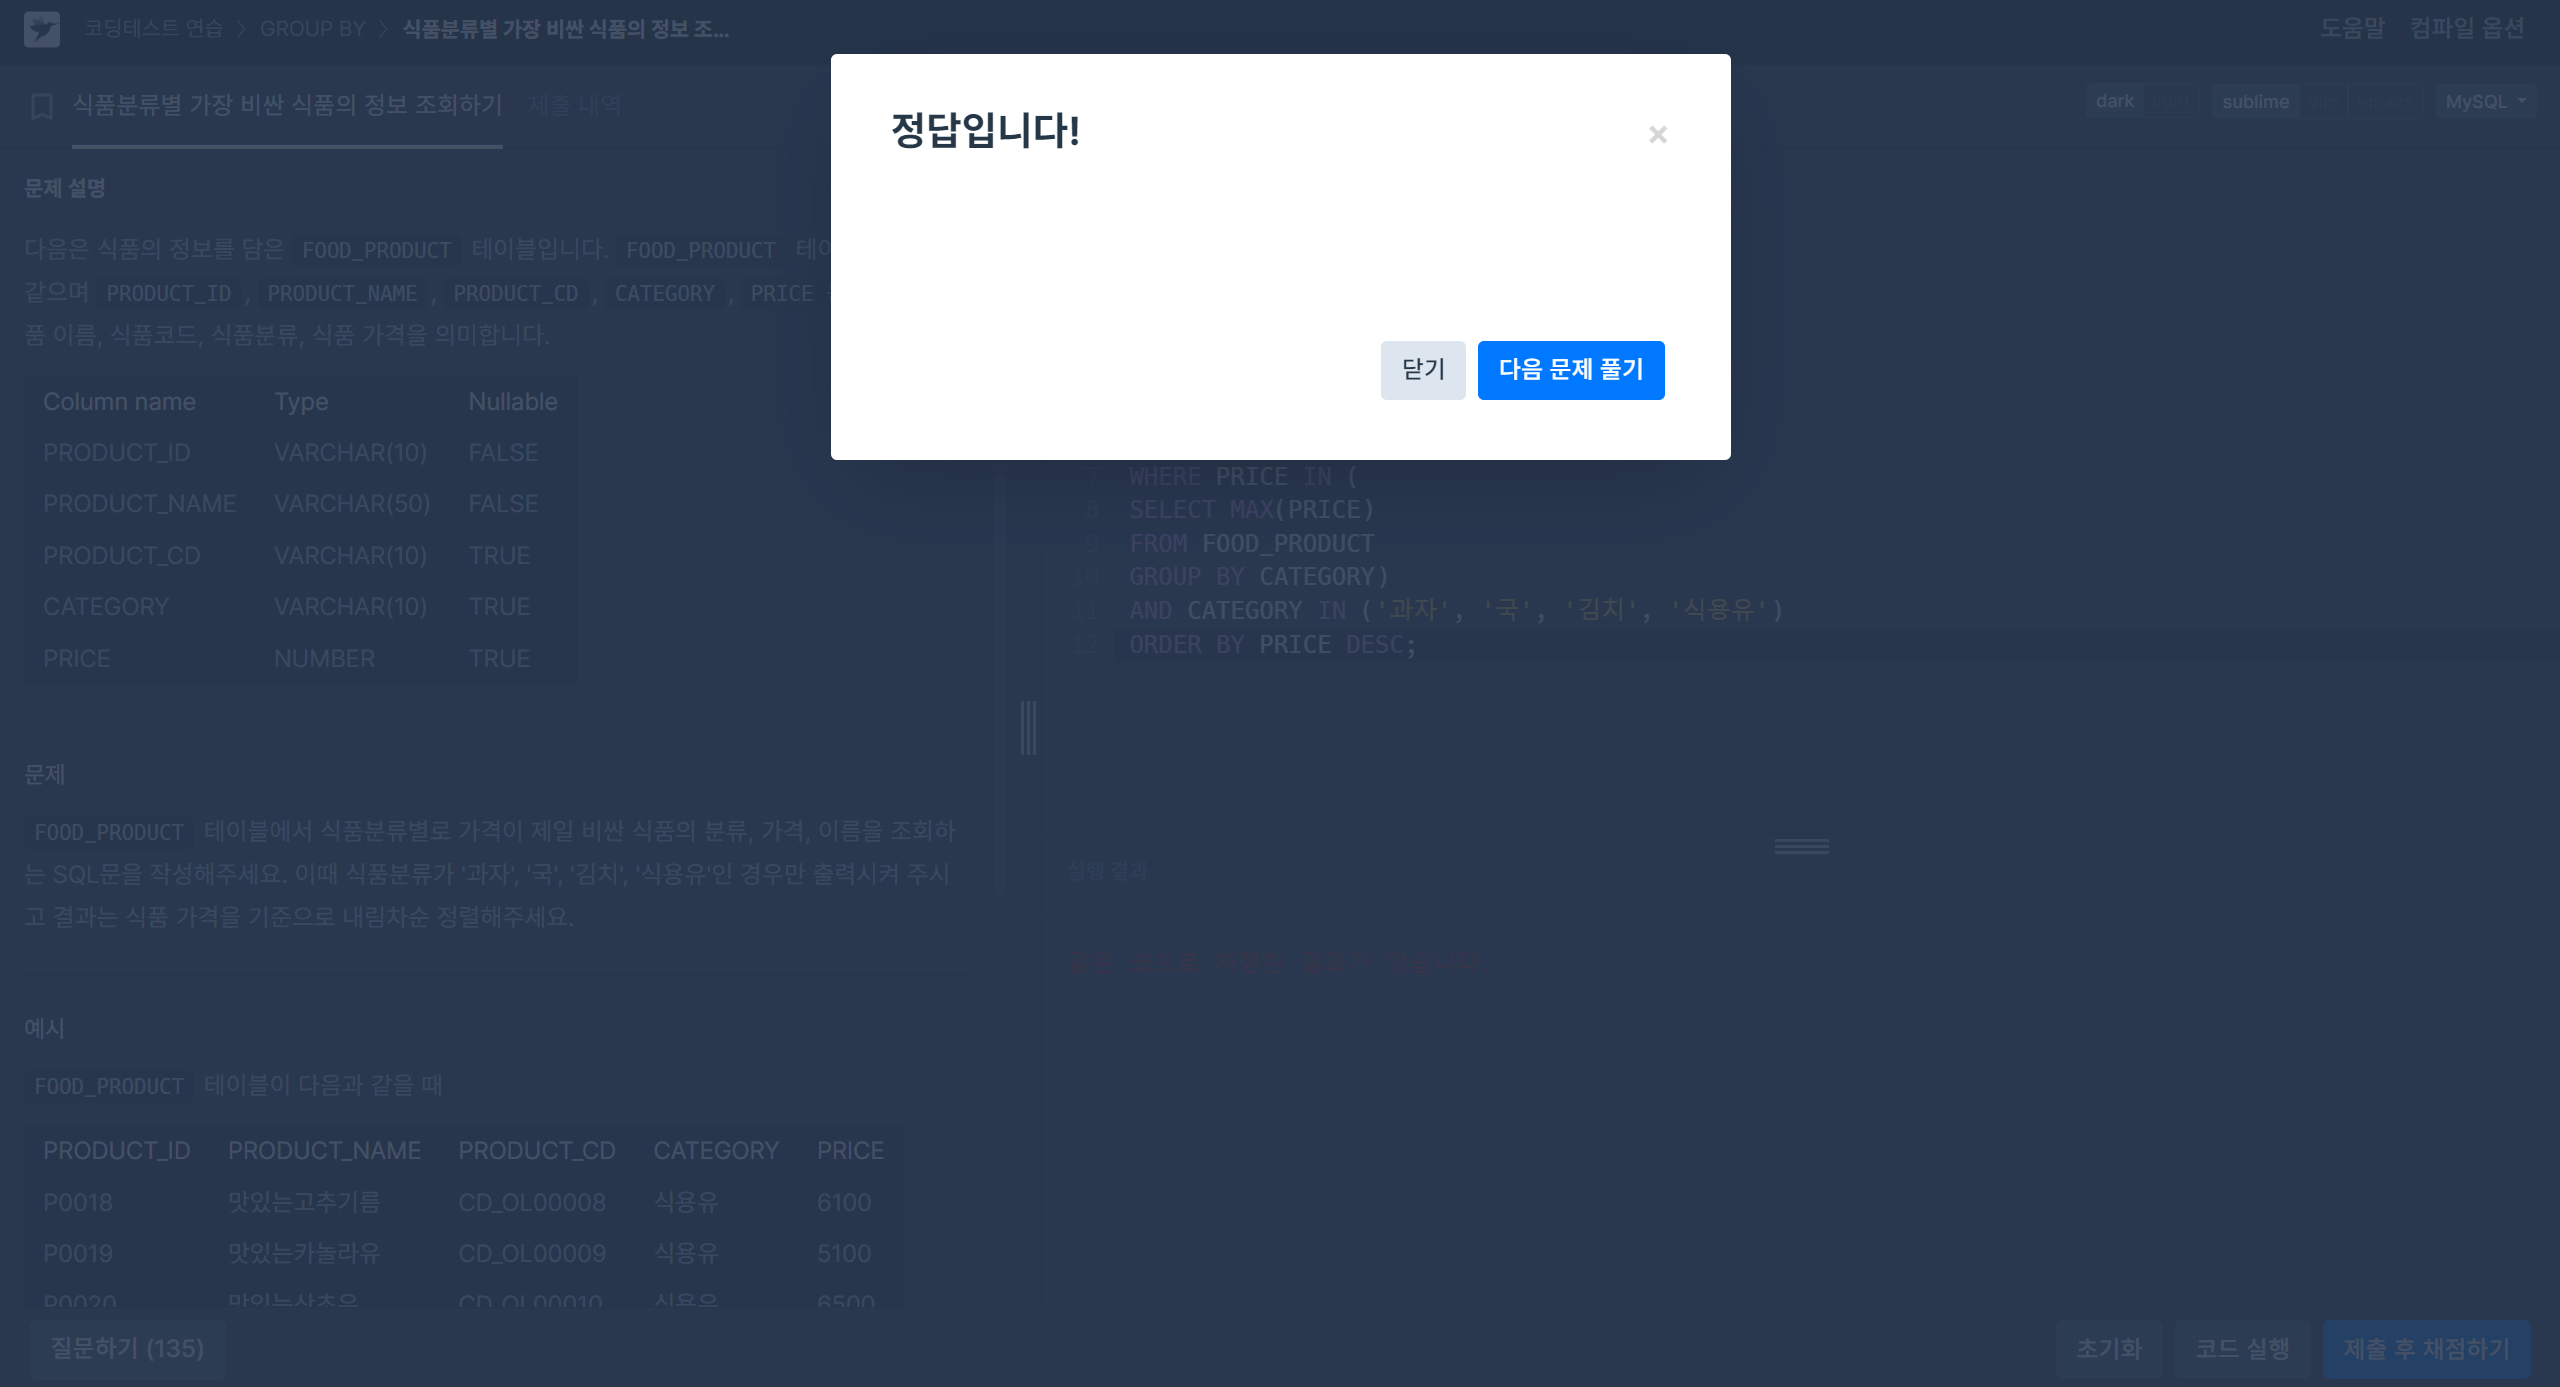 코딩테스트 연습 > GROUP BY > 식품분류별 가장 비싼 식품의 정보 조...
도움말 컴파일 옵션
식품분류별 가장 비싼 식품의 정보 조회하기 제출 내역
dark light sublime vim emacs MySQL
정답입니다!
×
닫기 다음 문제 풀기
문제 설명
다음은 식품의 정보를 담은 FOOD_PRODUCT 테이블입니다. FOOD_PRODUCT 테이
같으며 PRODUCT_ID, PRODUCT_NAME, PRODUCT_CD, CATEGORY, PRICE
품 이름, 식품코드, 식품분류, 식품 가격을 의미합니다.
Column name Type Nullable
PRODUCT_ID VARCHAR(10) FALSE
PRODUCT_NAME VARCHAR(50) FALSE
PRODUCT_CD VARCHAR(10) TRUE
CATEGORY VARCHAR(10) TRUE
PRICE NUMBER TRUE
문제
FOOD_PRODUCT 테이블에서 식품분류별로 가격이 제일 비싼 식품의 분류, 가격, 이름을 조회하
는 SQL문을 작성해주세요. 이때 식품분류가 '과자', '국', '김치', '식용유'인 경우만 출력시켜 주시
고 결과는 식품 가격을 기준으로 내림차순 정렬해주세요.
예시
FOOD_PRODUCT 테이블이 다음과 같을 때
PRODUCT_ID PRODUCT_NAME PRODUCT_CD CATEGORY PRICE
P0018 맛있는고추기름 CD_OL00008 식용유 6100
P0019 맛있는카놀라유 CD_OL00009 식용유 5100
P0020 맛있는산초유 CD_OL00010 식용유 6500
7 WHERE PRICE IN (
8 SELECT MAX(PRICE)
9 FROM FOOD_PRODUCT
10 GROUP BY CATEGORY)
11 AND CATEGORY IN ('과자', '국', '김치', '식용유')
12 ORDER BY PRICE DESC;
실행 결과
질문하기 (135)
초기화 코드 실행 제출 후 채점하기